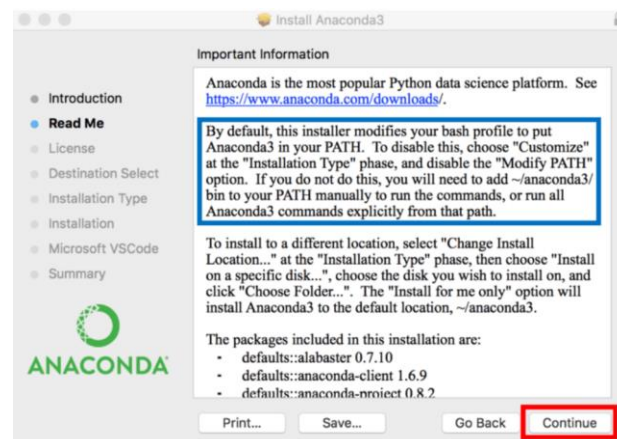 Install Anaconda3
Important Information
Introduction
Read Me
License
Destination Select
Installation Type
Installation
Microsoft VSCode
Summary
ANACONDA
Anaconda is the most popular Python data science platform. See
https://www.anaconda.com/downloads/.
By default, this installer modifies your bash profile to put
Anaconda3 in your PATH. To disable this, choose "Customize"
at the "Installation Type" phase, and disable the "Modify PATH"
option. If you do not do this, you will need to add ~/anaconda3/
bin to your PATH manually to run the commands, or run all
Anaconda3 commands explicitly from that path.
To install to a different location, select "Change Install
Location..." at the "Installation Type" phase, then choose "Install
on a specific disk...", choose the disk you wish to install on, and
click "Choose Folder...". The "Install for me only" option will
install Anaconda3 to the default location, ~/anaconda3.
The packages included in this installation are:
- defaults::alabaster 0.7.10
- defaults::anaconda-client 1.6.9
- defaults::anaconda-project 0.8.2
Print...
Save...
Go Back
Continue